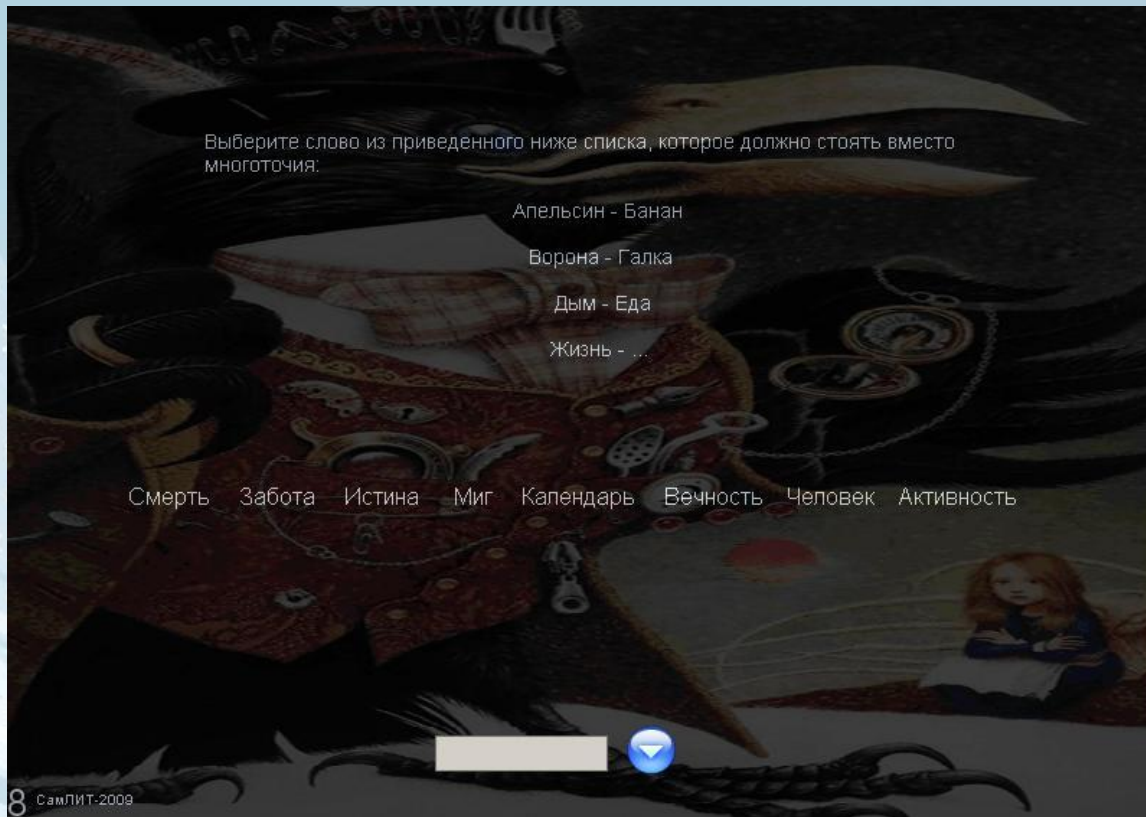 Выберите слово из приведенного ниже списка, которое должно стоять вместо
многоточия:
Апельсин - Банан
Ворона - Галка
Дым - Еда
Жизнь - ...
Смерть Забота Истина Миг Календарь Вечность Человек Активность
8 СамЛИТ-2009